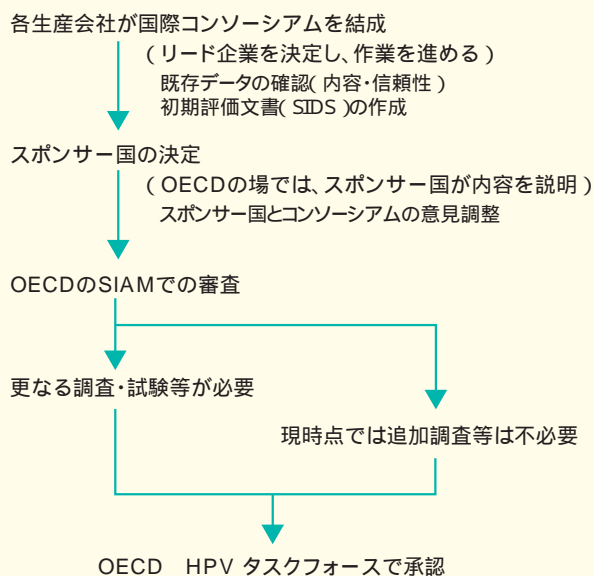 各生産会社が国際コンソーシアムを結成
(リード企業を決定し、作業を進める)
既存データの確認(内容・信頼性)
初期評価文書(SIDS)の作成
スポンサー国の決定
(OECDの場では、スポンサー国が内容を説明)
スポンサー国とコンソーシアムの意見調整
OECDのSIAMでの審査
更なる調査・試験等が必要
現時点では追加調査等は不必要
OECD HPV タスクフォースで承認